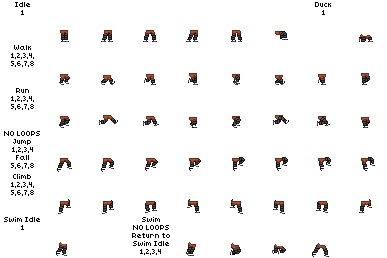 Idle
1
Duck
1
Walk
1,2,3,4,
5,6,7,8
Run
1,2,3,4,
5,6,7,8
NO LOOPS
Jump
1,2,3,4
Fall
5,6,7,8
Climb
1,2,3,4,
5,6,7,8
Swim Idle
1
Swim
NO LOOPS
Return to
Swim Idle
1,2,3,4